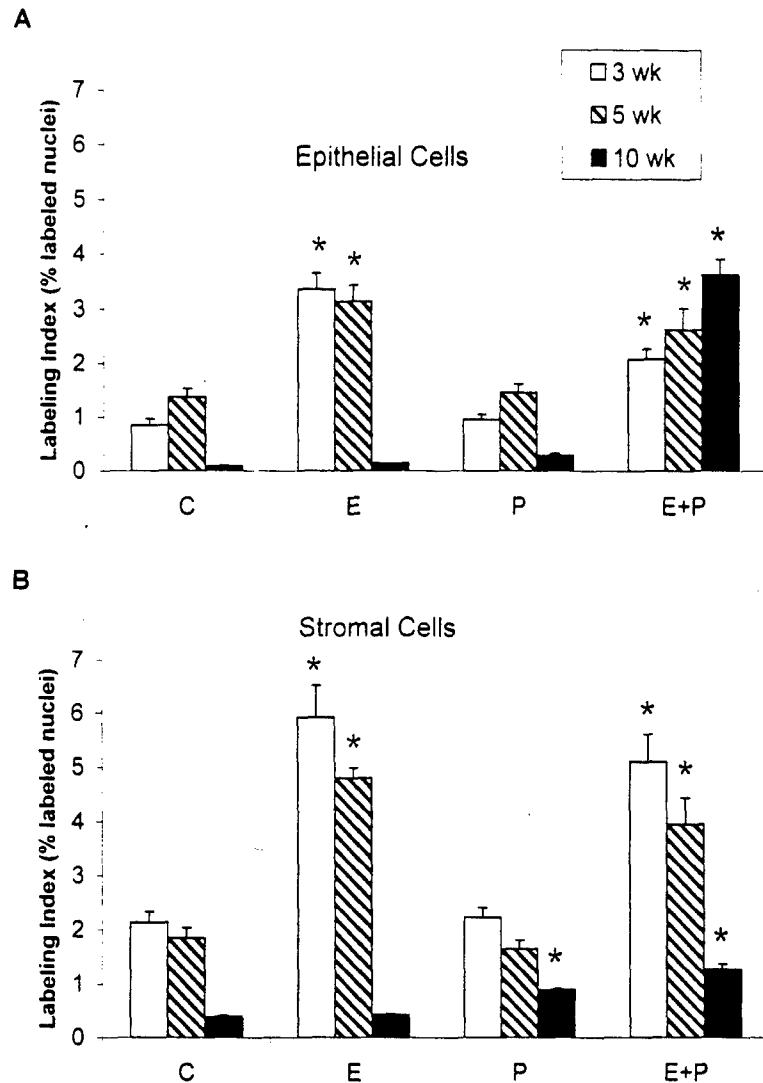 A
3 wk
5 wk
10 wk
Epithelial Cells
Labeling Index (% labeled nuclei)
7
6
5
4
3
2
1
0
* * * * *
C E P E+P
B
Stromal Cells
Labeling Index (% labeled nuclei)
7
6
5
4
3
2
1
0
* * * * * *
C E P E+P